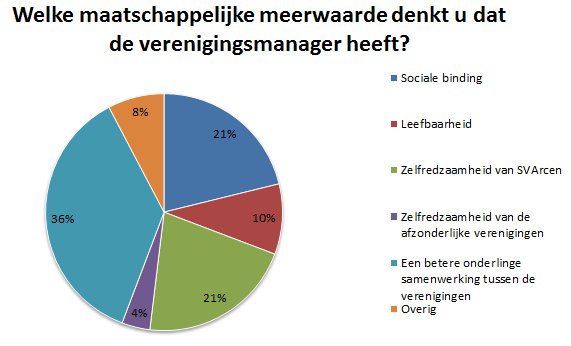 Welke maatschappelijke meerwaarde denkt u dat
de verenigingsmanager heeft?
8%
21%
10%
36%
21%
4%
Sociale binding
Leefbaarheid
Zelfredzaamheid van SVArcen
Zelfredzaamheid van de
afzonderlijke verenigingen
Een betere onderlinge
samenwerking tussen de
verenigingen
Overig